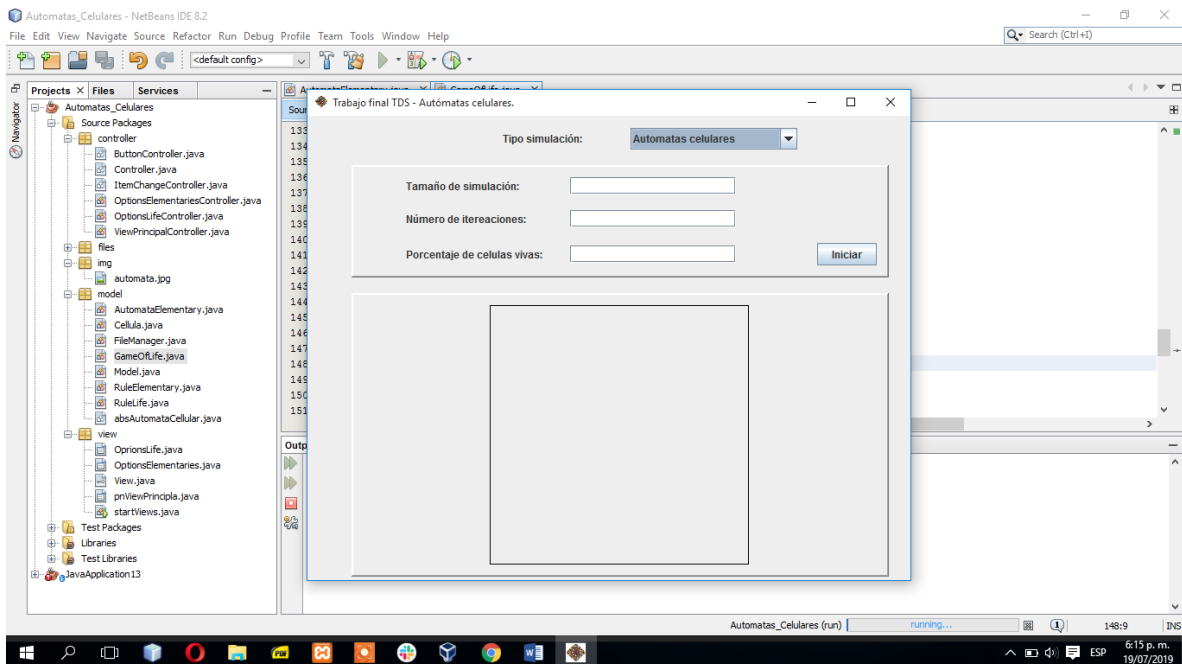 Automatas_Celulares - NetBeans IDE 8.2
File Edit View Navigate Source Refactor Run Debug Profile Team Tools Window Help
Search (Ctrl+I)
<default config>
Projects Files Services
Navigator
Automatas_Celulares
Source Packages
controller
ButtonController.java
Controller.java
ItemChangeController.java
OptionsElementariesController.java
OptionsLifeController.java
ViewPrincipalController.java
files
img
automata.jpg
model
AutomataElementary.java
Cellula.java
FileManager.java
GameOfLife.java
Model.java
RuleElementary.java
RuleLife.java
absAutomataCellular.java
view
OprionsLife.java
OptionsElementaries.java
View.java
pnViewPrincipla.java
startViews.java
Test Packages
Libraries
Test Libraries
JavaApplication13
Sour
133
134
135
136
137
138
139
140
141
142
143
144
145
146
147
148
149
150
151
Outp
Trabajo final TDS - Autómatas celulares.
Tipo simulación: Automatas celulares
Tamaño de simulación:
Número de itereaciones:
Porcentaje de celulas vivas:
Iniciar
Automatas_Celulares (run) running... 148:9 INS
PDF
ESP
6:15 p. m.
19/07/2019